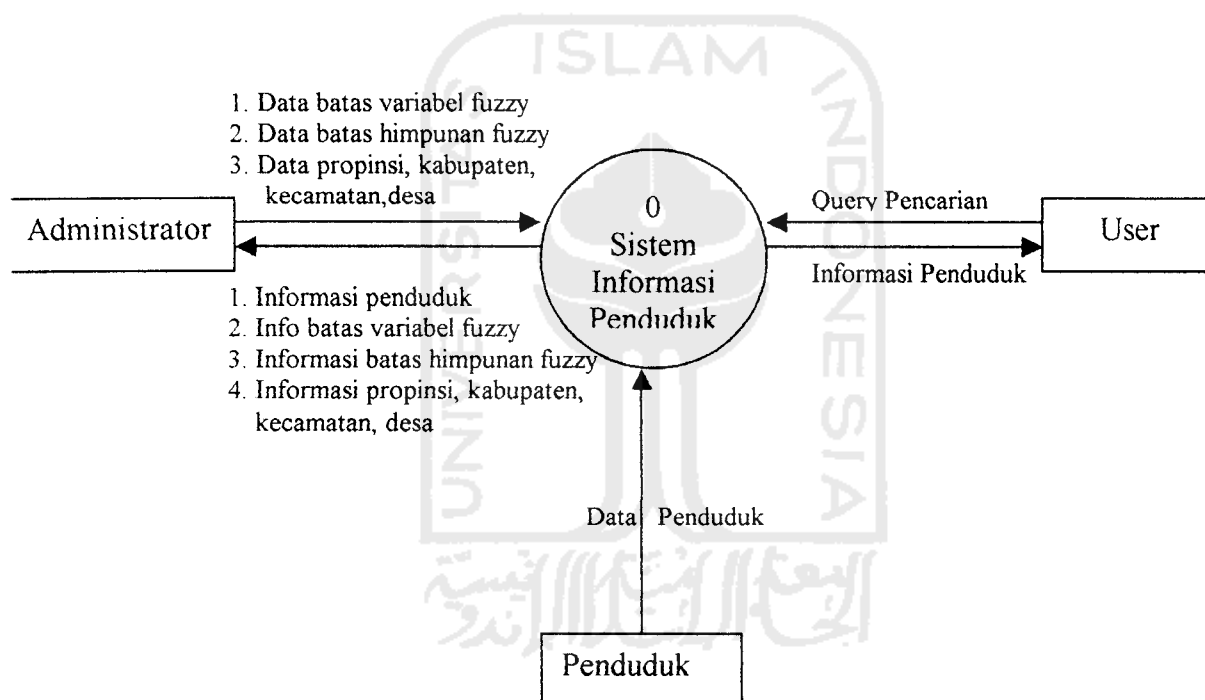 ISLAM
UNIVERSITAS
INDONESIA
1. Data batas variabel fuzzy
2. Data batas himpunan fuzzy
3. Data propinsi, kabupaten,
kecamatan,desa
Administrator
0
Sistem
Informasi
Penduduk
Query Pencarian
User
Informasi Penduduk
1. Informasi penduduk
2. Info batas variabel fuzzy
3. Informasi batas himpunan fuzzy
4. Informasi propinsi, kabupaten,
kecamatan, desa
Data Penduduk
Penduduk